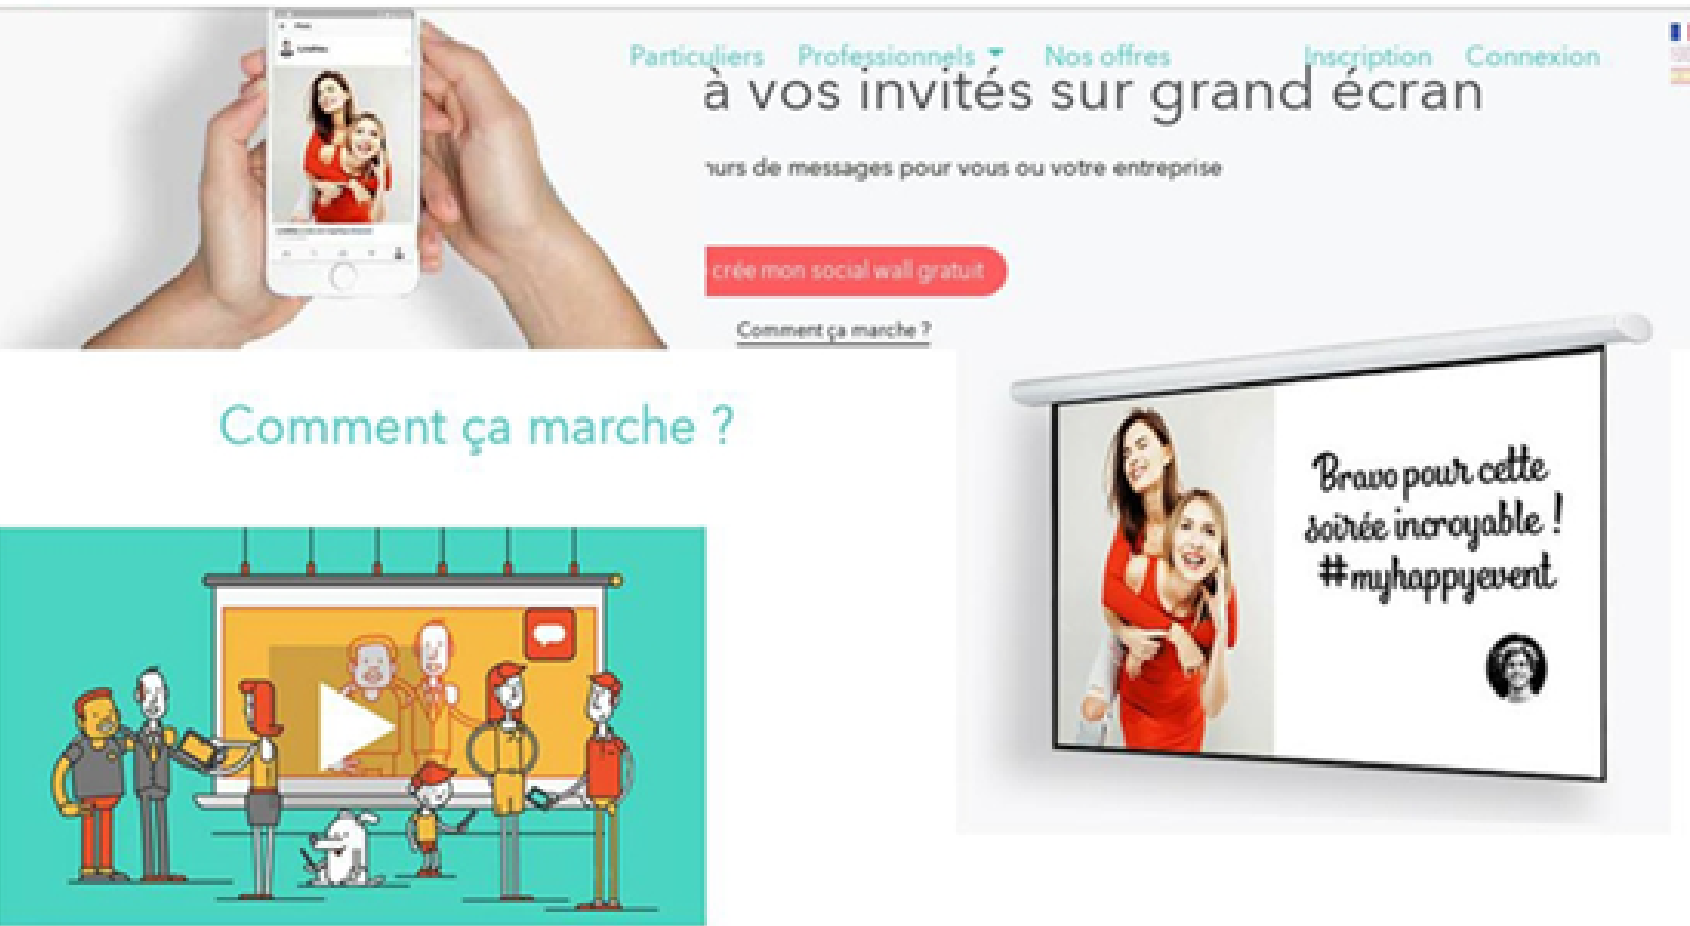 Particuliers Professionnels Nos offres Inscription Connexion
à vos invités sur grand écran
urs de messages pour vous ou votre entreprise
crée mon social wall gratuit
Comment ça marche ?
Comment ça marche ?
Bravo pour cette
soirée incroyable !
#myhappyevent